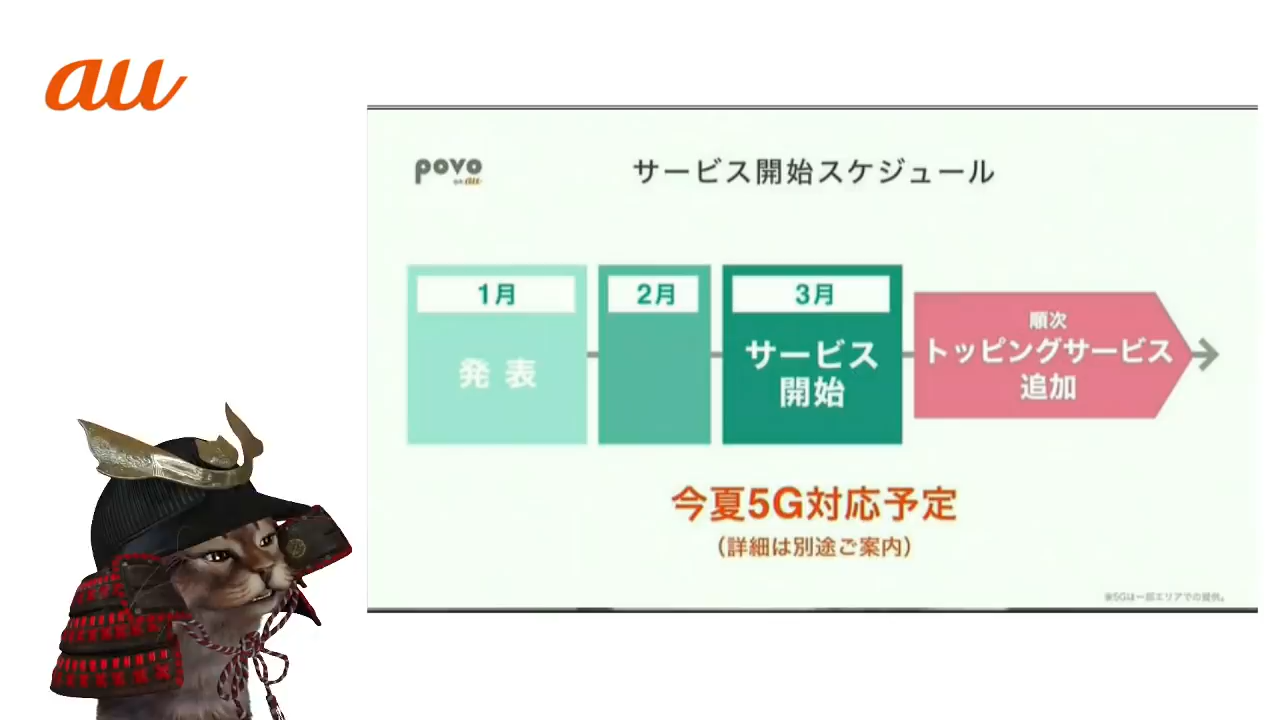 au
povo
on au
サービス開始スケジュール
1月
発表
2月
3月
サービス
開始
順次
トッピングサービス
追加
今夏5G対応予定
(詳細は別途ご案内)
※5Gは一部エリアでの提供。